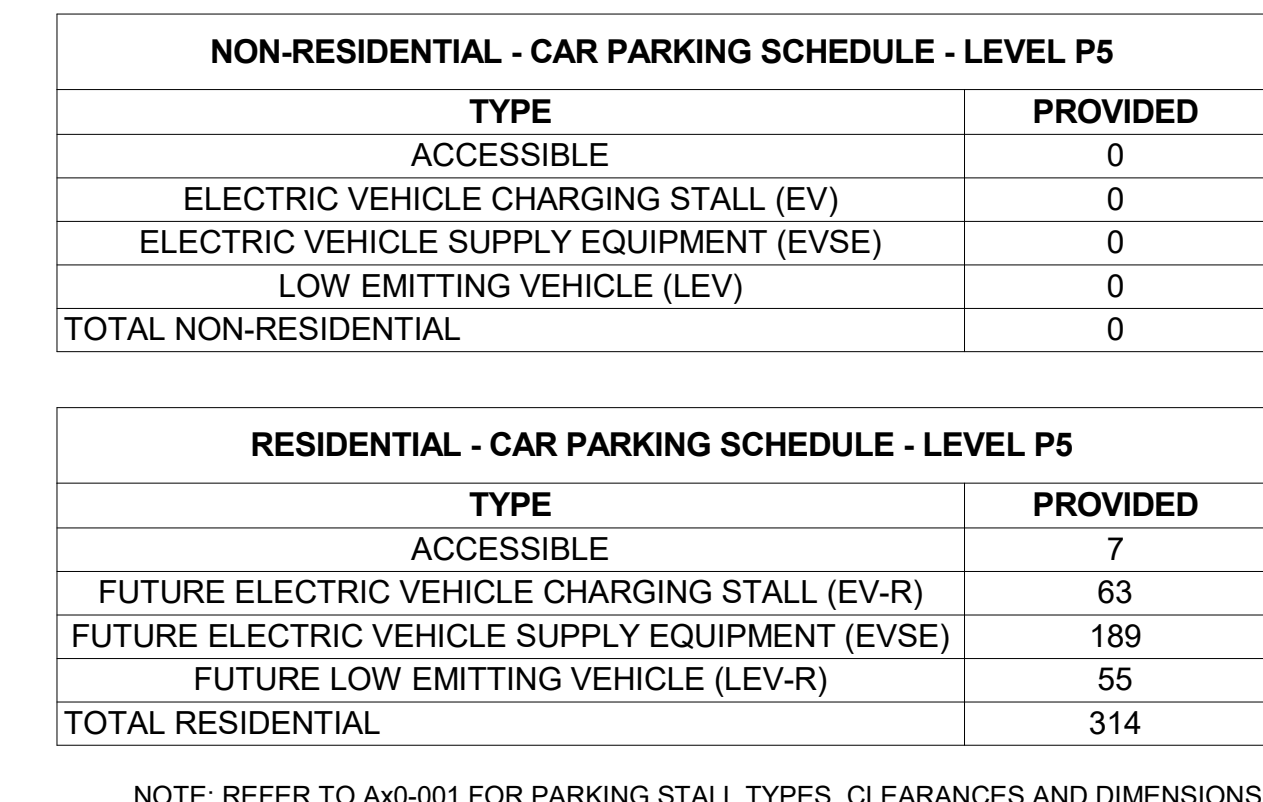 NON-RESIDENTIAL - CAR PARKING SCHEDULE - LEVEL P5
TYPE PROVIDED
ACCESSIBLE 0
ELECTRIC VEHICLE CHARGING STALL (EV) 0
ELECTRIC VEHICLE SUPPLY EQUIPMENT (EVSE) 0
LOW EMITTING VEHICLE (LEV) 0
TOTAL NON-RESIDENTIAL 0
RESIDENTIAL - CAR PARKING SCHEDULE - LEVEL P5
TYPE PROVIDED
ACCESSIBLE 7
FUTURE ELECTRIC VEHICLE CHARGING STALL (EV-R) 63
FUTURE ELECTRIC VEHICLE SUPPLY EQUIPMENT (EVSE) 189
FUTURE LOW EMITTING VEHICLE (LEV-R) 55
TOTAL RESIDENTIAL 314
NOTE: REFER TO Ax0-001 FOR PARKING STALL TYPES, CLEARANCES AND DIMENSIONS